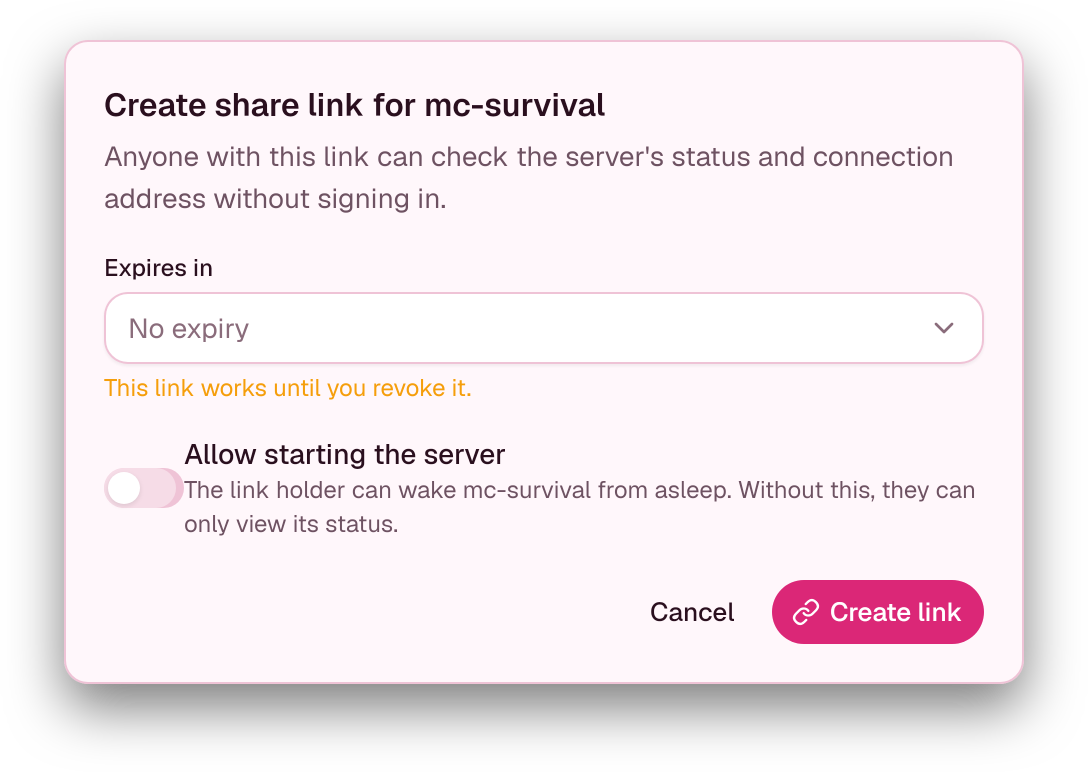 Create share link for mc-survival
Anyone with this link can check the server's status and connection
address without signing in.
Expires in
No expiry
This link works until you revoke it.
Allow starting the server
The link holder can wake mc-survival from asleep. Without this, they can
only view its status.
Cancel
Create link